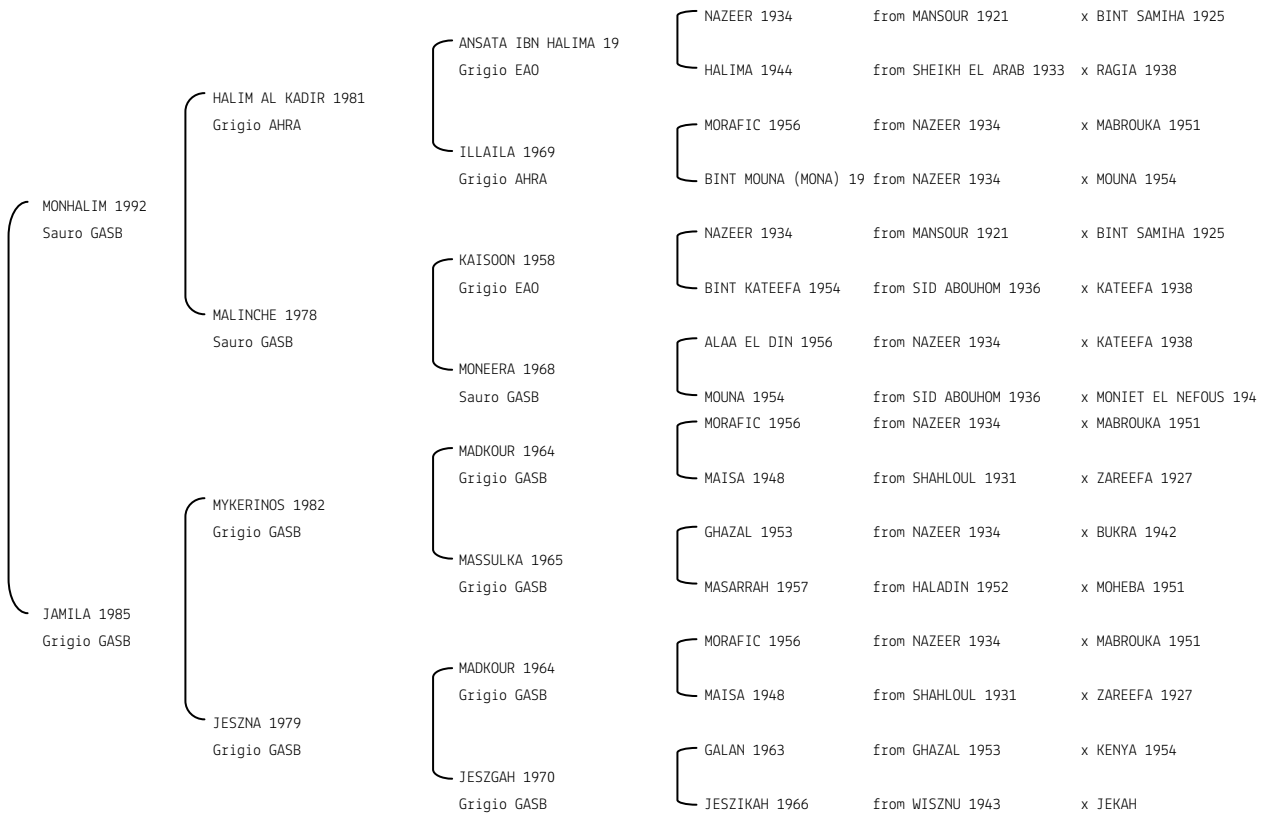 NAZEER 1934 from MANSOUR 1921 x BINT SAMIHA 1925
ANSATA IBN HALIMA 19
Grigio EAO
HALIMA 1944 from SHEIKH EL ARAB 1933 x RAGIA 1938
HALIM AL KADIR 1981
Grigio AHRA
MORAFIC 1956 from NAZEER 1934 x MABROUKA 1951
ILLAILA 1969
Grigio AHRA
BINT MOUNA (MONA) 19 from NAZEER 1934 x MOUNA 1954
MONHALIM 1992
Sauro GASB
NAZEER 1934 from MANSOUR 1921 x BINT SAMIHA 1925
KAISOON 1958
Grigio EAO
BINT KATEEFA 1954 from SID ABOUHOM 1936 x KATEEFA 1938
MALINCHE 1978
Sauro GASB
ALAA EL DIN 1956 from NAZEER 1934 x KATEEFA 1938
MONEERA 1968
Sauro GASB
MOUNA 1954 from SID ABOUHOM 1936 x MONIET EL NEFOUS 194
MORAFIC 1956 from NAZEER 1934 x MABROUKA 1951
MADKOUR 1964
Grigio GASB
MAISA 1948 from SHAHLOUL 1931 x ZAREEFA 1927
MYKERINOS 1982
Grigio GASB
GHAZAL 1953 from NAZEER 1934 x BUKRA 1942
MASSULKA 1965
Grigio GASB
MASARRAH 1957 from HALADIN 1952 x MOHEBA 1951
JAMILA 1985
Grigio GASB
MORAFIC 1956 from NAZEER 1934 x MABROUKA 1951
MADKOUR 1964
Grigio GASB
MAISA 1948 from SHAHLOUL 1931 x ZAREEFA 1927
JESZNA 1979
Grigio GASB
GALAN 1963 from GHAZAL 1953 x KENYA 1954
JESZGAH 1970
Grigio GASB
JESZIKAH 1966 from WISZNU 1943 x JEKAH